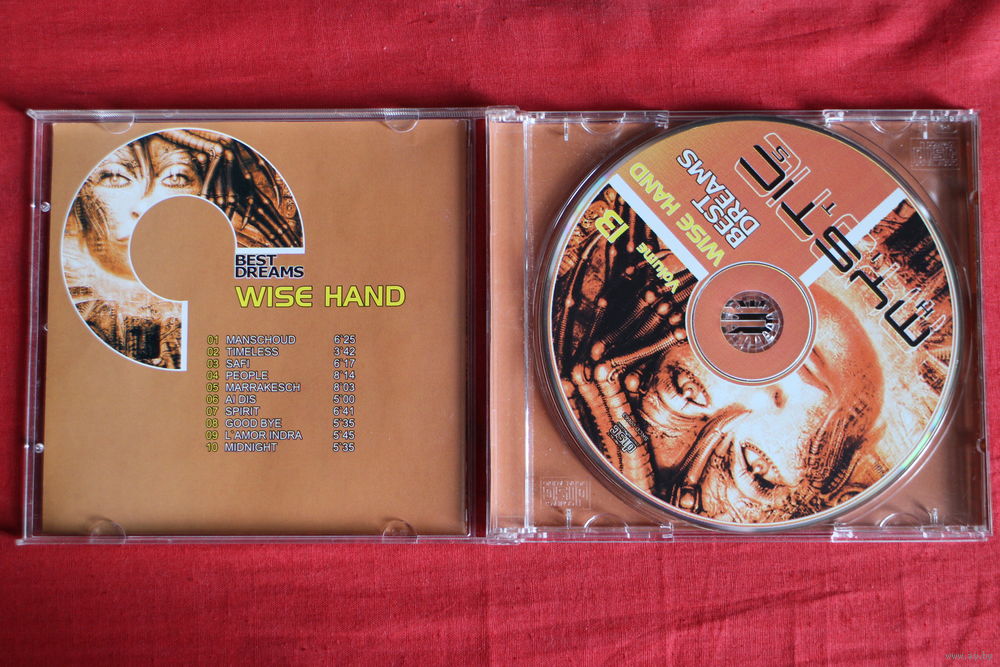 BEST
DREAMS
WISE HAND
01 MANSCHOUD 6'25
02 TIMELESS 3'42
03 SAFI 6'17
04 PEOPLE 8'14
05 MARRAKESCH 8'03
06 AI DIS 5'00
07 SPIRIT 6'41
08 GOOD BYE 5'35
09 L'AMOR INDRA 5'45
10 MIDNIGHT 5'35
MYSTIC
BEST
DREAMS
WISE HAND
Volume 13
disc